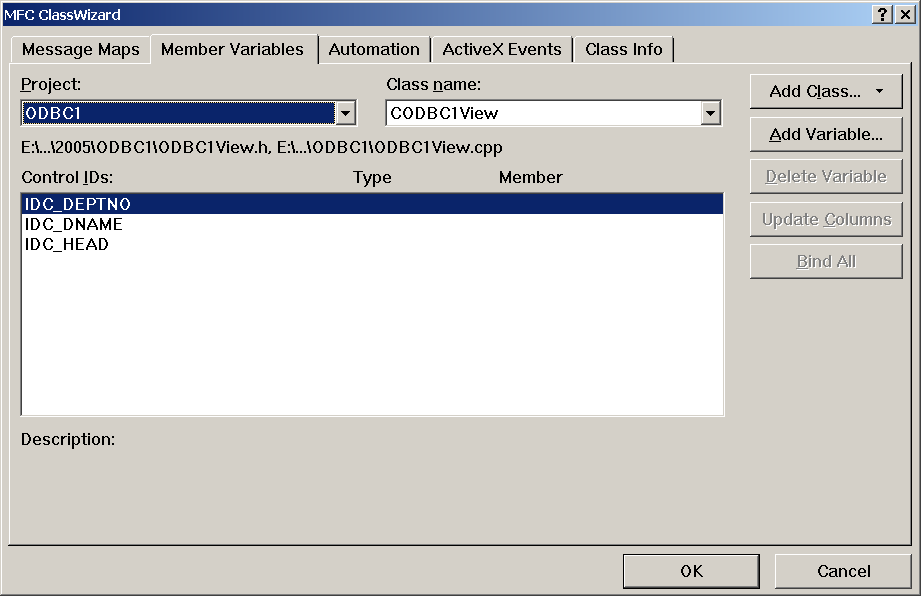 MFC ClassWizard
Message Maps Member Variables Automation ActiveX Events Class Info
Project: Class name:
ODBC1 CODBC1View
Add Class...
Add Variable...
E:\...\2005\ODBC1\ODBC1View.h, E:\...\ODBC1\ODBC1View.cpp
Control IDs: Type Member
Delete Variable
IDC_DEPTNO
IDC_DNAME
Update Columns
IDC_HEAD
Bind All
Description:
OK Cancel